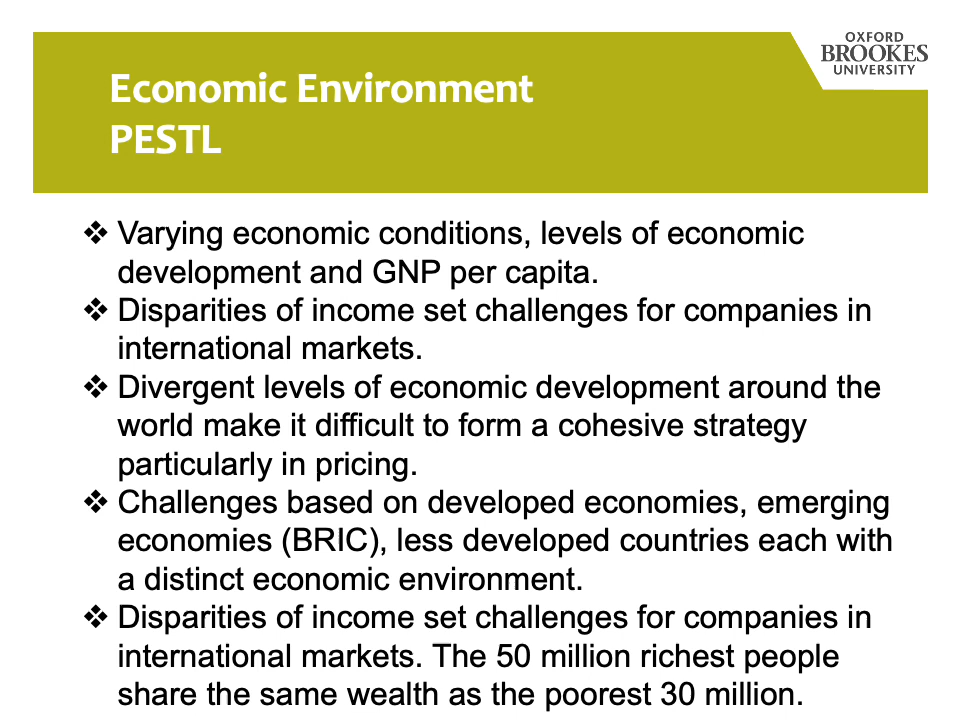 OXFORD
BROOKES
UNIVERSITY
Economic Environment
PESTL
❖ Varying economic conditions, levels of economic
development and GNP per capita.
❖ Disparities of income set challenges for companies in
international markets.
❖ Divergent levels of economic development around the
world make it difficult to form a cohesive strategy
particularly in pricing.
❖ Challenges based on developed economies, emerging
economies (BRIC), less developed countries each with
a distinct economic environment.
❖ Disparities of income set challenges for companies in
international markets. The 50 million richest people
share the same wealth as the poorest 30 million.